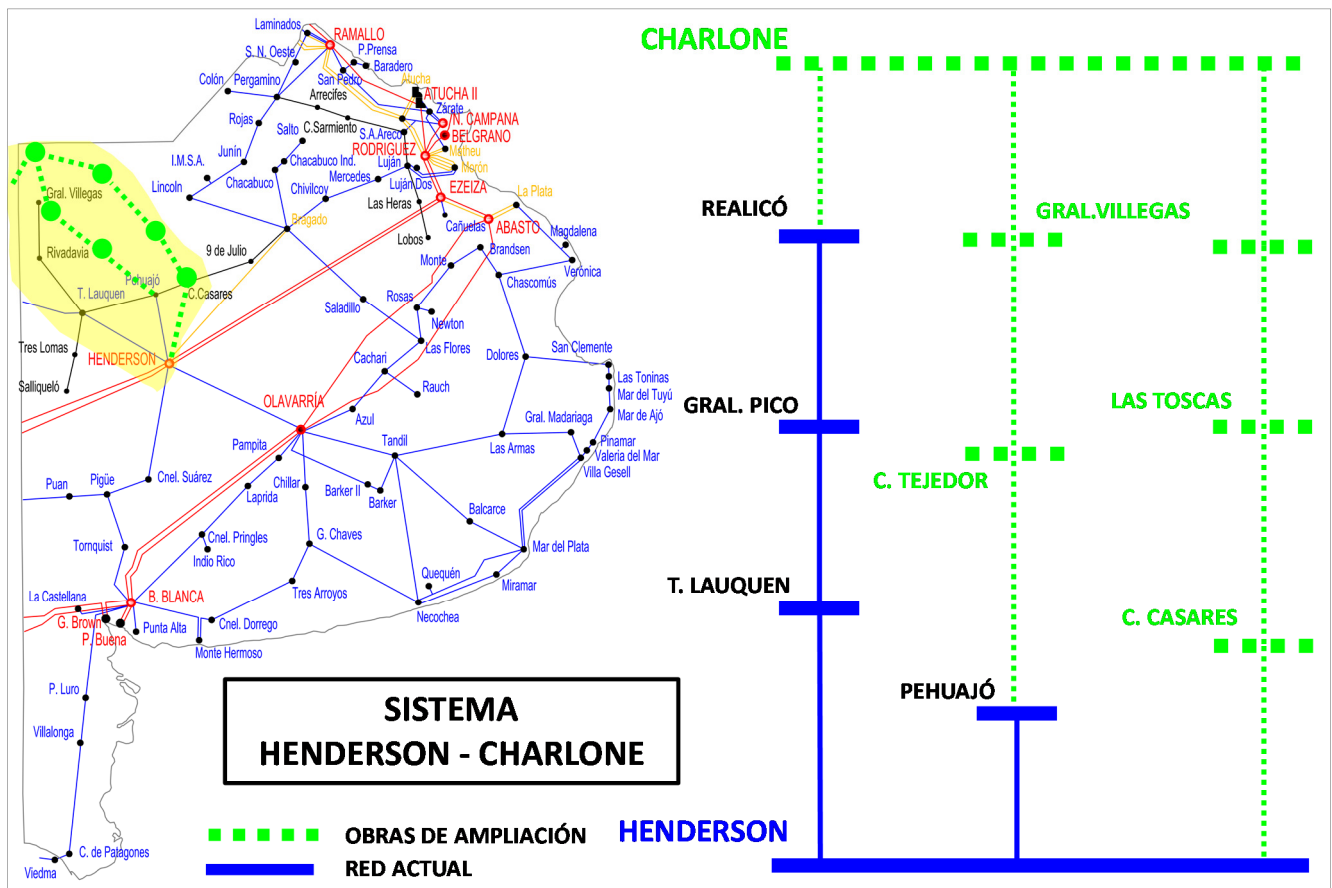 Laminados
RAMALLO
S. N. Oeste
P.Prensa
Baradero
San Pedro
Colón
Pergamino
Atucha
ATUCHA II
Arrecifes
Zárate
Rojas
Salto
C.Sarmiento
N. CAMPANA
S.A.Areco
BELGRANO
RODRIGUEZ
Matheu
Morón
Junín
I.M.S.A.
Chacabuco Ind.
Luján
Chacabuco
Mercedes
Luján Dos
Lincoln
Chivilcoy
EZEIZA
La Plata
Gral. Villegas
Las Heras
Bragado
Cañuelas
ABASTO
Lobos
Magdalena
9 de Julio
Brandsen
Rivadavia
Monte
Verónica
Pehuajó
Chascomús
T. Lauquen
C.Casares
Saladillo
Rosas
Newton
Tres Lomas
HENDERSON
Las Flores
Dolores
San Clemente
Cachari
Salliqueló
Las Toninas
Rauch
Mar del Tuyú
OLAVARRÍA
Azul
Gral. Madariaga
Mar de Ajó
Pampita
Tandil
Las Armas
Pinamar
Valeria del Mar
Villa Gesell
Puan
Pigüe
Cnel. Suárez
Chillar
Barker II
Laprida
Barker
Balcarce
Tornquist
Cnel. Pringles
G. Chaves
Indio Rico
Mar del Plata
Quequén
Miramar
Tres Arroyos
La Castellana
B. BLANCA
Necochea
G. Brown
Punta Alta
Cnel. Dorrego
P. Buena
Monte Hermoso
P. Luro
Villalonga
C. de Patagones
Viedma
SISTEMA
HENDERSON - CHARLONE
OBRAS DE AMPLIACIÓN
RED ACTUAL
CHARLONE
REALICÓ
GRAL.VILLEGAS
GRAL. PICO
LAS TOSCAS
C. TEJEDOR
T. LAUQUEN
C. CASARES
PEHUAJÓ
HENDERSON